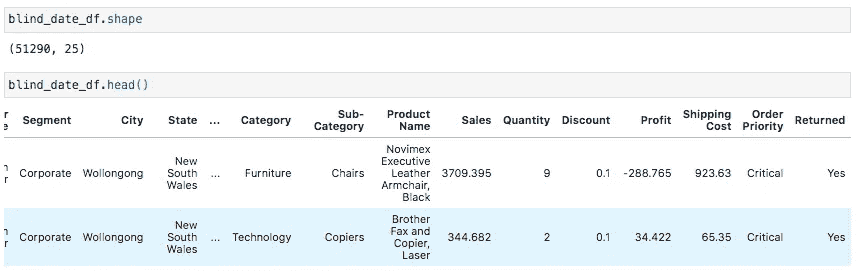 blind_date_df.shape
(51290, 25)
blind_date_df.head()
Segment City State ... Category Sub-Category Product Name Sales Quantity Discount Profit Shipping Cost Order Priority Returned
Corporate Wollongong New South Wales ... Furniture Chairs Novimex Executive Leather Armchair, Black 3709.395 9 0.1 -288.765 923.63 Critical Yes
Corporate Wollongong New South Wales ... Technology Copiers Brother Fax and Copier, Laser 344.682 2 0.1 34.422 65.35 Critical Yes